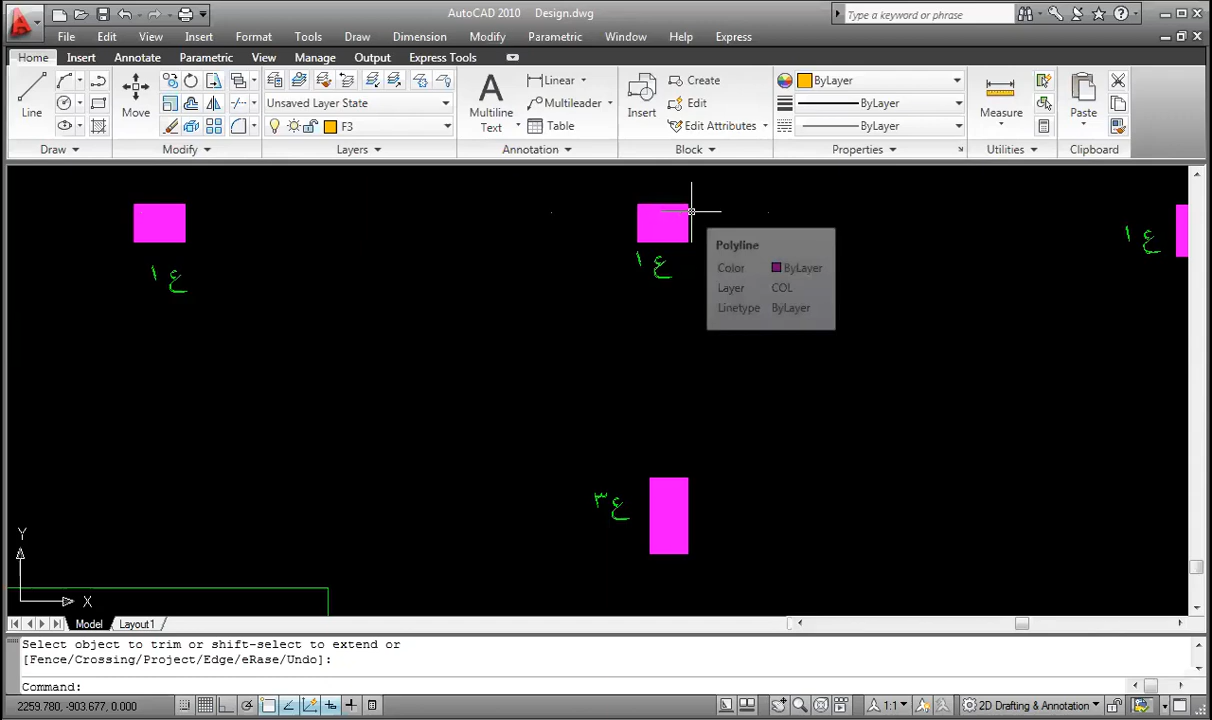 AutoCAD 2010 Design.dwg
Type a keyword or phrase
File Edit View Insert Format Tools Draw Dimension Modify Parametric Window Help Express
Home Insert Annotate Parametric View Manage Output Express Tools
Line
Move
Unsaved Layer State
F3
Multiline
Text
Linear
Multileader
Table
Insert
Create
Edit
Edit Attributes
ByLayer
ByLayer
ByLayer
Measure
Paste
Draw Modify Layers Annotation Block Properties Utilities Clipboard
ع ١
ع ١
ع ١
Polyline
Color ByLayer
Layer COL
Linetype ByLayer
ع ٣
Y
X
Model Layout1
Select object to trim or shift-select to extend or
[Fence/Crossing/Project/Edge/eRase/Undo]:
Command:
2259.780, -903.677, 0.000
1:1
2D Drafting & Annotation